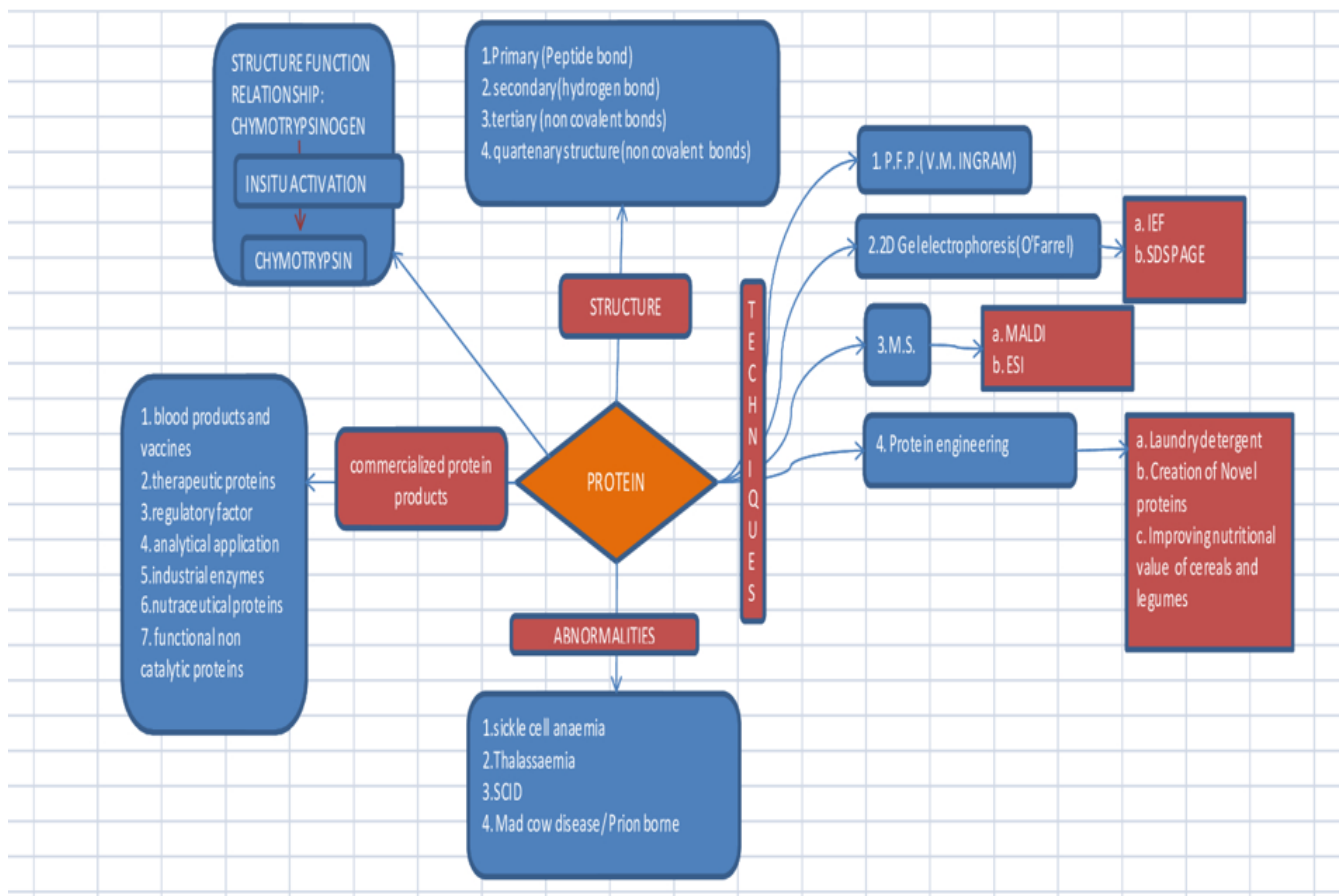 STRUCTURE FUNCTION
RELATIONSHIP:
CHYMOTRYPSINOGEN
INSITU ACTIVATION
CHYMOTRYPSIN
1.Primary (Peptide bond)
2. secondary(hydrogen bond)
3.tertiary (non covalent bonds)
4. quartenary structure(non covalent bonds)
STRUCTURE
TECHNIQUES
1. P.F.P.( V.M. INGRAM)
2.2D Gel electrophoresis(O'Farrel)
a. IEF
b.SDSPAGE
3.M.S.
a. MALDI
b. ESI
4. Protein engineering
a. Laundry detergent
b. Creation of Novel
proteins
c. Improving nutritional
value of cereals and
legumes
PROTEIN
commercialized protein
products
1. blood products and
vaccines
2.therapeutic proteins
3.regulatory factor
4. analytical application
5.industrial enzymes
6.nutraceutical proteins
7. functional non
catalytic proteins
ABNORMALITIES
1.sickle cell anaemia
2.Thalassaemia
3.SCID
4. Mad cow disease/ Prion borne